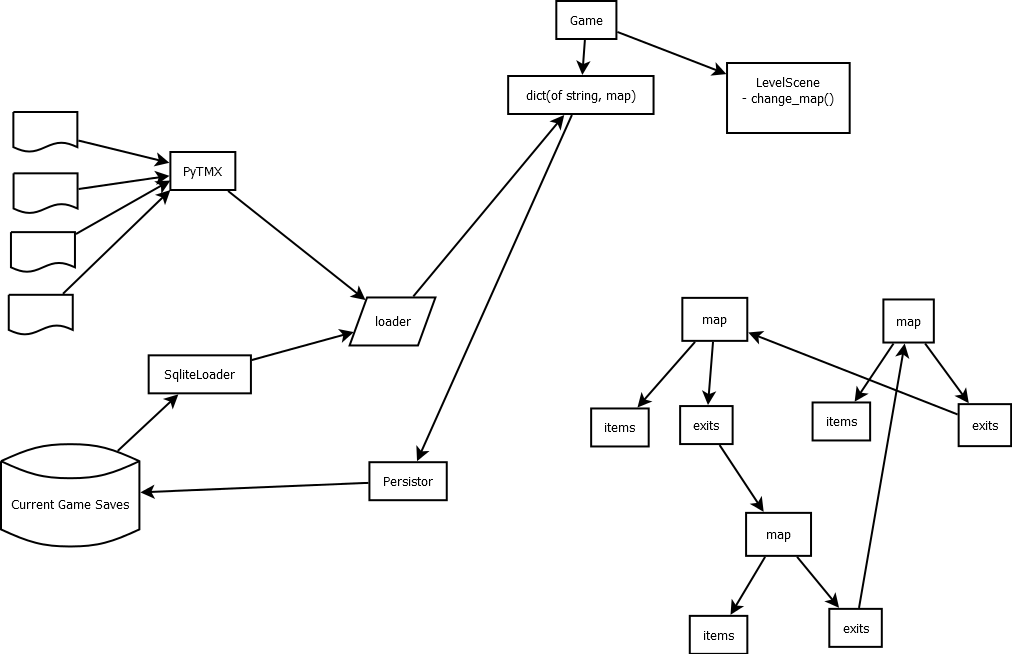 Game
LevelScene
- change_map()
dict(of string, map)
PyTMX
loader
map
map
SqliteLoader
items
exits
items
exits
Persistor
Current Game Saves
map
items
exits